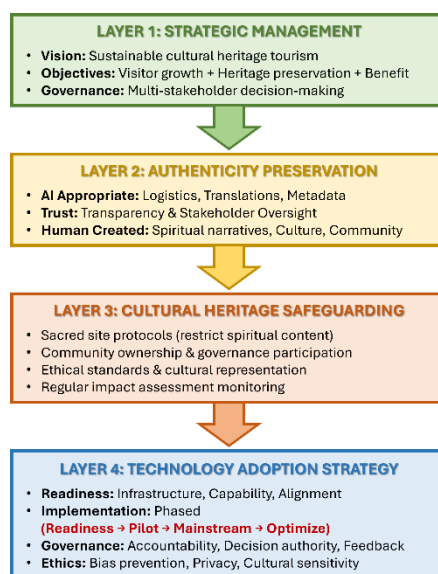 LAYER 1: STRATEGIC MANAGEMENT
• Vision: Sustainable cultural heritage tourism
• Objectives: Visitor growth + Heritage preservation + Benefit
• Governance: Multi-stakeholder decision-making
LAYER 2: AUTHENTICITY PRESERVATION
• AI Appropriate: Logistics, Translations, Metadata
• Trust: Transparency & Stakeholder Oversight
• Human Created: Spiritual narratives, Culture, Community
LAYER 3: CULTURAL HERITAGE SAFEGUARDING
• Sacred site protocols (restrict spiritual content)
• Community ownership & governance participation
• Ethical standards & cultural representation
• Regular impact assessment monitoring
LAYER 4: TECHNOLOGY ADOPTION STRATEGY
• Readiness: Infrastructure, Capability, Alignment
• Implementation: Phased
(Readiness → Pilot → Mainstream → Optimize)
• Governance: Accountability, Decision authority, Feedback
• Ethics: Bias prevention, Privacy, Cultural sensitivity